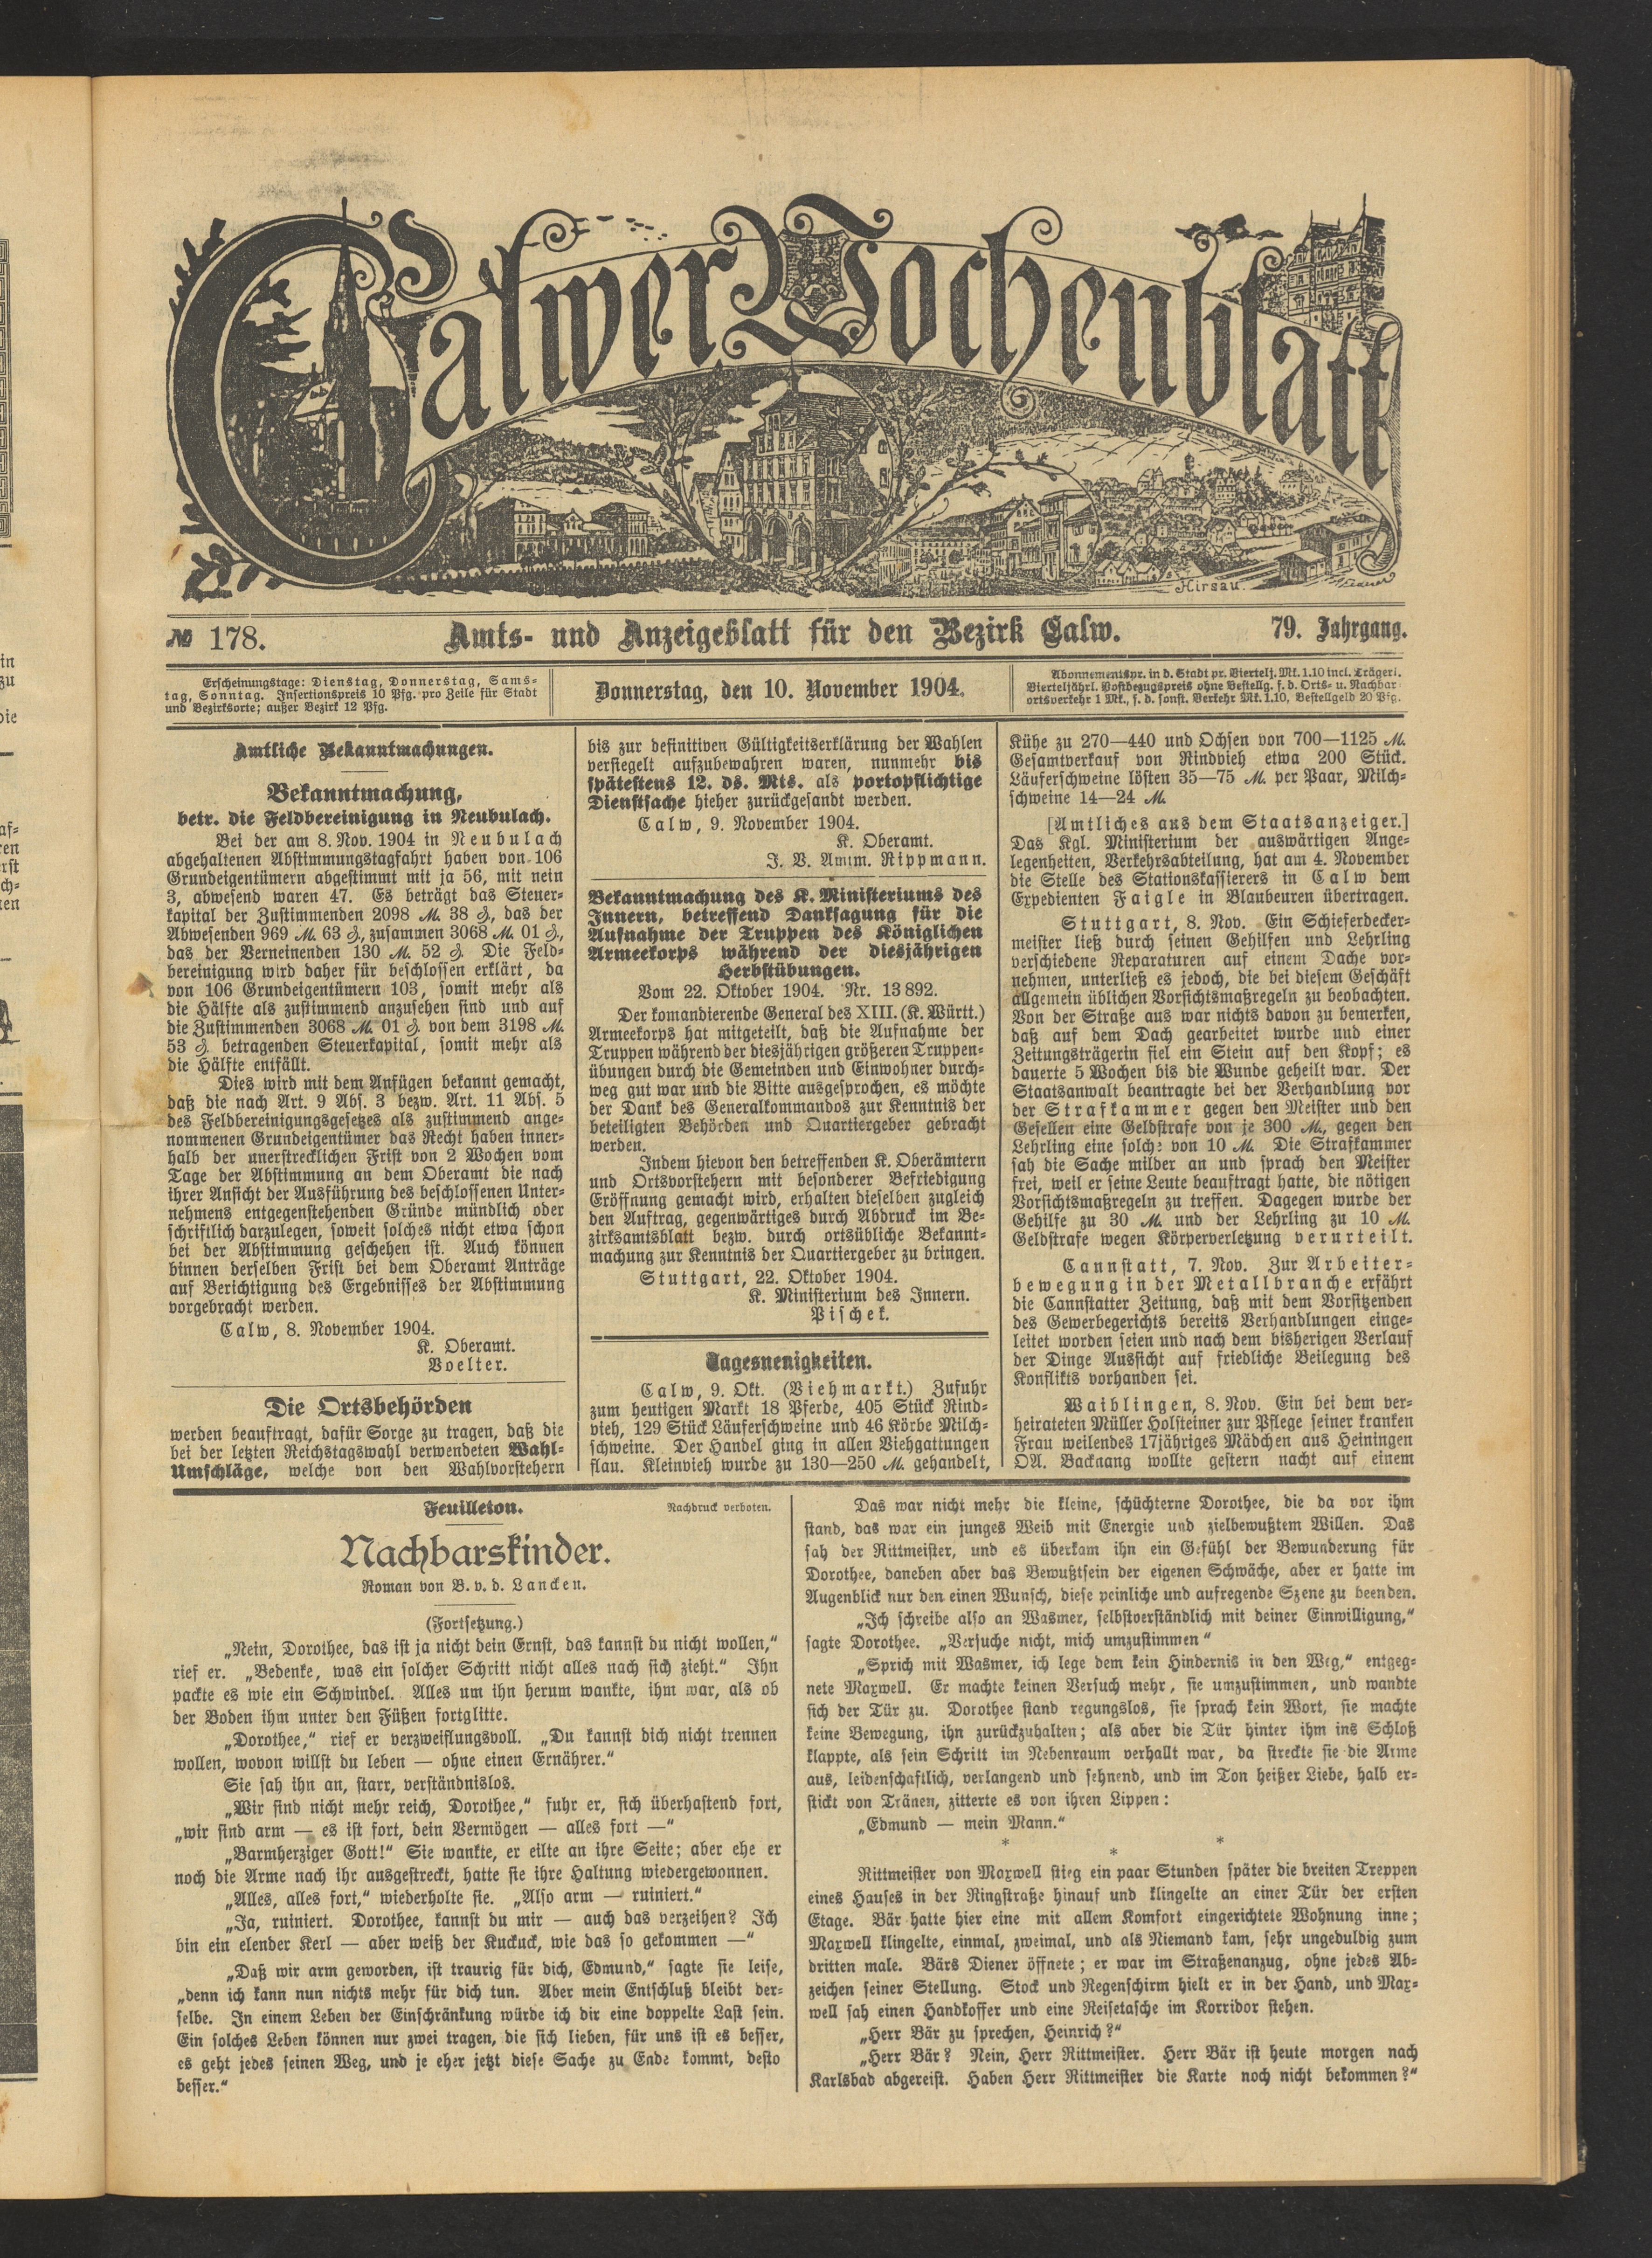 Calwer Wochenblatt
Hirsau.
№ 178.
Amts- und Anzeigeblatt für den Bezirk Calw.
79. Jahrgang.
Erscheinungstage: Dienstag, Donnerstag, Sams-
tag, Sonntag. Insertionspreis 10 Pfg. pro Zeile für Stadt
und Bezirksorte; außer Bezirk 12 Pfg.
Donnerstag, den 10. November 1904.
Abonnementspr. in d. Stadt pr. Viertelj. Mk. 1.10 incl. Trägerl.
Vierteljährl. Postbezugspreis ohne Bestellg. f. d. Orts- u. Nachbar-
ortsverkehr 1 Mk., f. d. sonst. Verkehr Mk. 1.10, Bestellgeld 20 Pfg.
Amtliche Bekanntmachungen.
Bekanntmachung,
betr. die Feldbereinigung in Neubulach.
Bei der am 8. Nov. 1904 in Neubulach
abgehaltenen Abstimmungstagfahrt haben von 106
Grundeigentümern abgestimmt mit ja 56, mit nein
3, abwesend waren 47. Es beträgt das Steuer-
kapital der Zustimmenden 2098 ℳ 38 ₰, das der
Abwesenden 969 ℳ 63 ₰, zusammen 3068 ℳ 01 ₰,
das der Verneinenden 130 ℳ 52 ₰. Die Feld-
bereinigung wird daher für beschlossen erklärt, da
von 106 Grundeigentümern 103, somit mehr als
die Hälfte als zustimmend anzusehen sind und auf
die Zustimmenden 3068 ℳ 01 ₰ von dem 3198 ℳ
53 ₰ betragenden Steuerkapital, somit mehr als
die Hälfte entfällt.
Dies wird mit dem Anfügen bekannt gemacht,
daß die nach Art. 9 Abs. 3 bezw. Art. 11 Abs. 5
des Feldbereinigungsgesetzes als zustimmend ange-
nommenen Grundeigentümer das Recht haben inner-
halb der unerstrecklichen Frist von 2 Wochen vom
Tage der Abstimmung an dem Oberamt die nach
ihrer Ansicht der Ausführung des beschlossenen Unter-
nehmens entgegenstehenden Gründe mündlich oder
schriftlich darzulegen, soweit solches nicht etwa schon
bei der Abstimmung geschehen ist. Auch können
binnen derselben Frist bei dem Oberamt Anträge
auf Berichtigung des Ergebnisses der Abstimmung
vorgebracht werden.
Calw, 8. November 1904.
K. Oberamt.
Voelter.
Die Ortsbehörden
werden beauftragt, dafür Sorge zu tragen, daß die
bei der letzten Reichstagswahl verwendeten Wahl-
Umschläge, welche von den Wahlvorstehern
bis zur definitiven Gültigkeitserklärung der Wahlen
versiegelt aufzubewahren waren, nunmehr bis
spätestens 12. ds. Mts. als portopflichtige
Dienstsache hieher zurückgesandt werden.
Calw, 9. November 1904.
K. Oberamt.
J. V. Amtm. Rippmann.
Bekanntmachung des K. Ministeriums des
Innern, betreffend Danksagung für die
Aufnahme der Truppen des Königlichen
Armeekorps während der diesjährigen
Herbstübungen.
Vom 22. Oktober 1904. Nr. 13 892.
Der komandierende General des XIII. (K. Württ.)
Armeekorps hat mitgeteilt, daß die Aufnahme der
Truppen während der diesjährigen größeren Truppen-
übungen durch die Gemeinden und Einwohner durch-
weg gut war und die Bitte ausgesprochen, es möchte
der Dank des Generalkommandos zur Kenntnis der
beteiligten Behörden und Quartiergeber gebracht
werden.
Indem hievon den betreffenden K. Oberämtern
und Ortsvorstehern mit besonderer Befriedigung
Eröffnung gemacht wird, erhalten dieselben zugleich
den Auftrag, gegenwärtiges durch Abdruck im Be-
zirksamtsblatt bezw. durch ortsübliche Bekannt-
machung zur Kenntnis der Quartiergeber zu bringen.
Stuttgart, 22. Oktober 1904.
K. Ministerium des Innern.
Pischek.
Tagesneuigkeiten.
Calw, 9. Okt. (Viehmarkt.) Zufuhr
zum heutigen Markt 18 Pferde, 405 Stück Rind-
vieh, 129 Stück Läuferschweine und 46 Körbe Milch-
schweine. Der Handel ging in allen Viehgattungen
flau. Kleinvieh wurde zu 130—250 ℳ gehandelt,
Kühe zu 270—440 und Ochsen von 700—1125 ℳ
Gesamtverkauf von Rindvieh etwa 200 Stück.
Läuferschweine lösten 35—75 ℳ per Paar, Milch-
schweine 14—24 ℳ
[Amtliches aus dem Staatsanzeiger.]
Das Kgl. Ministerium der auswärtigen Ange-
legenheiten, Verkehrsabteilung, hat am 4. November
die Stelle des Stationskassierers in Calw dem
Expedienten Faigle in Blaubeuren übertragen.
Stuttgart, 8. Nov. Ein Schieferdecker-
meister ließ durch seinen Gehilfen und Lehrling
verschiedene Reparaturen auf einem Dache vor-
nehmen, unterließ es jedoch, die bei diesem Geschäft
allgemein üblichen Vorsichtsmaßregeln zu beobachten.
Von der Straße aus war nichts davon zu bemerken,
daß auf dem Dach gearbeitet wurde und einer
Zeitungsträgerin fiel ein Stein auf den Kopf; es
dauerte 5 Wochen bis die Wunde geheilt war. Der
Staatsanwalt beantragte bei der Verhandlung vor
der Strafkammer gegen den Meister und den
Gesellen eine Geldstrafe von je 300 ℳ, gegen den
Lehrling eine solche von 10 ℳ Die Strafkammer
sah die Sache milder an und sprach den Meister
frei, weil er seine Leute beauftragt hatte, die nötigen
Vorsichtsmaßregeln zu treffen. Dagegen wurde der
Gehilfe zu 30 ℳ und der Lehrling zu 10 ℳ
Geldstrafe wegen Körperverletzung verurteilt.
Cannstatt, 7. Nov. Zur Arbeiter-
bewegung in der Metallbranche erfährt
die Cannstatter Zeitung, daß mit dem Vorsitzenden
des Gewerbegerichts bereits Verhandlungen einge-
leitet worden seien und nach dem bisherigen Verlauf
der Dinge Aussicht auf friedliche Beilegung des
Konflikts vorhanden sei.
Waiblingen, 8. Nov. Ein bei dem ver-
heirateten Müller Holsteiner zur Pflege seiner kranken
Frau weilendes 17jähriges Mädchen aus Heiningen
OA. Backnang wollte gestern nacht auf einem
Feuilleton.
Nachdruck verboten.
Nachbarskinder.
Roman von B. v. d. Lancken.
(Fortsetzung.)
„Nein, Dorothee, das ist ja nicht dein Ernst, das kannst du nicht wollen,“
rief er. „Bedenke, was ein solcher Schritt nicht alles nach sich zieht.“ Ihn
packte es wie ein Schwindel. Alles um ihn herum wankte, ihm war, als ob
der Boden ihm unter den Füßen fortglitte.
„Dorothee,“ rief er verzweiflungsvoll. „Du kannst dich nicht trennen
wollen, wovon willst du leben — ohne einen Ernährer.“
Sie sah ihn an, starr, verständnislos.
„Wir sind nicht mehr reich, Dorothee,“ fuhr er, sich überhastend fort,
„wir sind arm — es ist fort, dein Vermögen — alles fort —“
„Barmherziger Gott!“ Sie wankte, er eilte an ihre Seite; aber ehe er
noch die Arme nach ihr ausgestreckt, hatte sie ihre Haltung wiedergewonnen.
„Alles, alles fort,“ wiederholte sie. „Also arm — ruiniert.“
„Ja, ruiniert. Dorothee, kannst du mir — auch das verzeihen? Ich
bin ein elender Kerl — aber weiß der Kuckuck, wie das so gekommen —“
„Daß wir arm geworden, ist traurig für dich, Edmund,“ sagte sie leise,
„denn ich kann nun nichts mehr für dich tun. Aber mein Entschluß bleibt der-
selbe. In einem Leben der Einschränkung würde ich dir eine doppelte Last sein.
Ein solches Leben können nur zwei tragen, die sich lieben, für uns ist es besser,
es geht jedes seinen Weg, und je eher jetzt diese Sache zu Ende kommt, desto
besser.“
Das war nicht mehr die kleine, schüchterne Dorothee, die da vor ihm
stand, das war ein junges Weib mit Energie und zielbewußtem Willen. Das
sah der Rittmeister, und es überkam ihn ein Gefühl der Bewunderung für
Dorothee, daneben aber das Bewußtsein der eigenen Schwäche, aber er hatte im
Augenblick nur den einen Wunsch, diese peinliche und aufregende Szene zu beenden.
„Ich schreibe also an Wasmer, selbstverständlich mit deiner Einwilligung,“
sagte Dorothee. „Versuche nicht, mich umzustimmen“
„Sprich mit Wasmer, ich lege dem kein Hindernis in den Weg,“ entgeg-
nete Maxwell. Er machte keinen Versuch mehr, sie umzustimmen, und wandte
sich der Tür zu. Dorothee stand regungslos, sie sprach kein Wort, sie machte
keine Bewegung, ihn zurückzuhalten; als aber die Tür hinter ihm ins Schloß
klappte, als sein Schritt im Nebenraum verhallt war, da streckte sie die Arme
aus, leidenschaftlich, verlangend und sehnend, und im Ton heißer Liebe, halb er-
stickt von Tränen, zitterte es von ihren Lippen:
„Edmund — mein Mann.“
* * *
Rittmeister von Maxwell stieg ein paar Stunden später die breiten Treppen
eines Hauses in der Ringstraße hinauf und klingelte an einer Tür der ersten
Etage. Bär hatte hier eine mit allem Komfort eingerichtete Wohnung inne;
Maxwell klingelte, einmal, zweimal, und als Niemand kam, sehr ungeduldig zum
dritten male. Bärs Diener öffnete; er war im Straßenanzug, ohne jedes Ab-
zeichen seiner Stellung. Stock und Regenschirm hielt er in der Hand, und Max-
well sah einen Handkoffer und eine Reisetasche im Korridor stehen.
„Herr Bär zu sprechen, Heinrich?“
„Herr Bär? Nein, Herr Rittmeister. Herr Bär ist heute morgen nach
Karlsbad abgereist. Haben Herr Rittmeister die Karte noch nicht bekommen?“